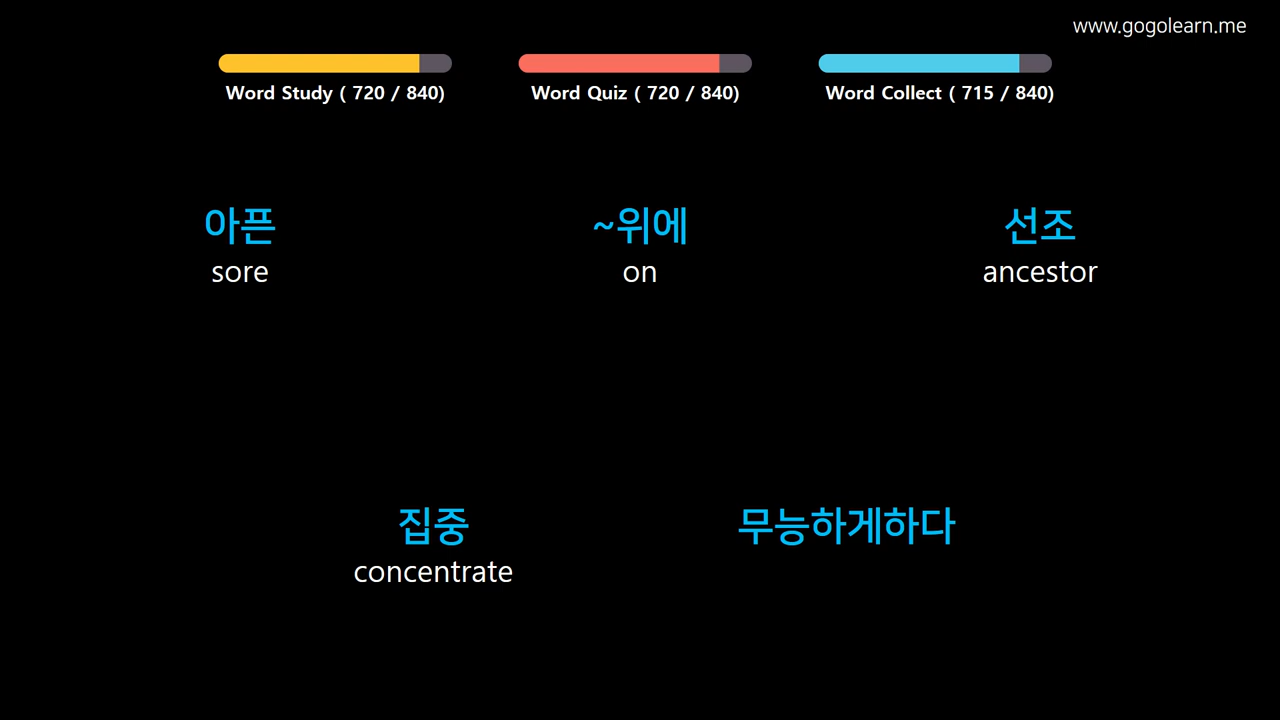 www.gogolearn.me
Word Study ( 720 / 840)
Word Quiz ( 720 / 840)
Word Collect ( 715 / 840)
아픈
sore
~위에
on
선조
ancestor
집중
concentrate
무능하게하다